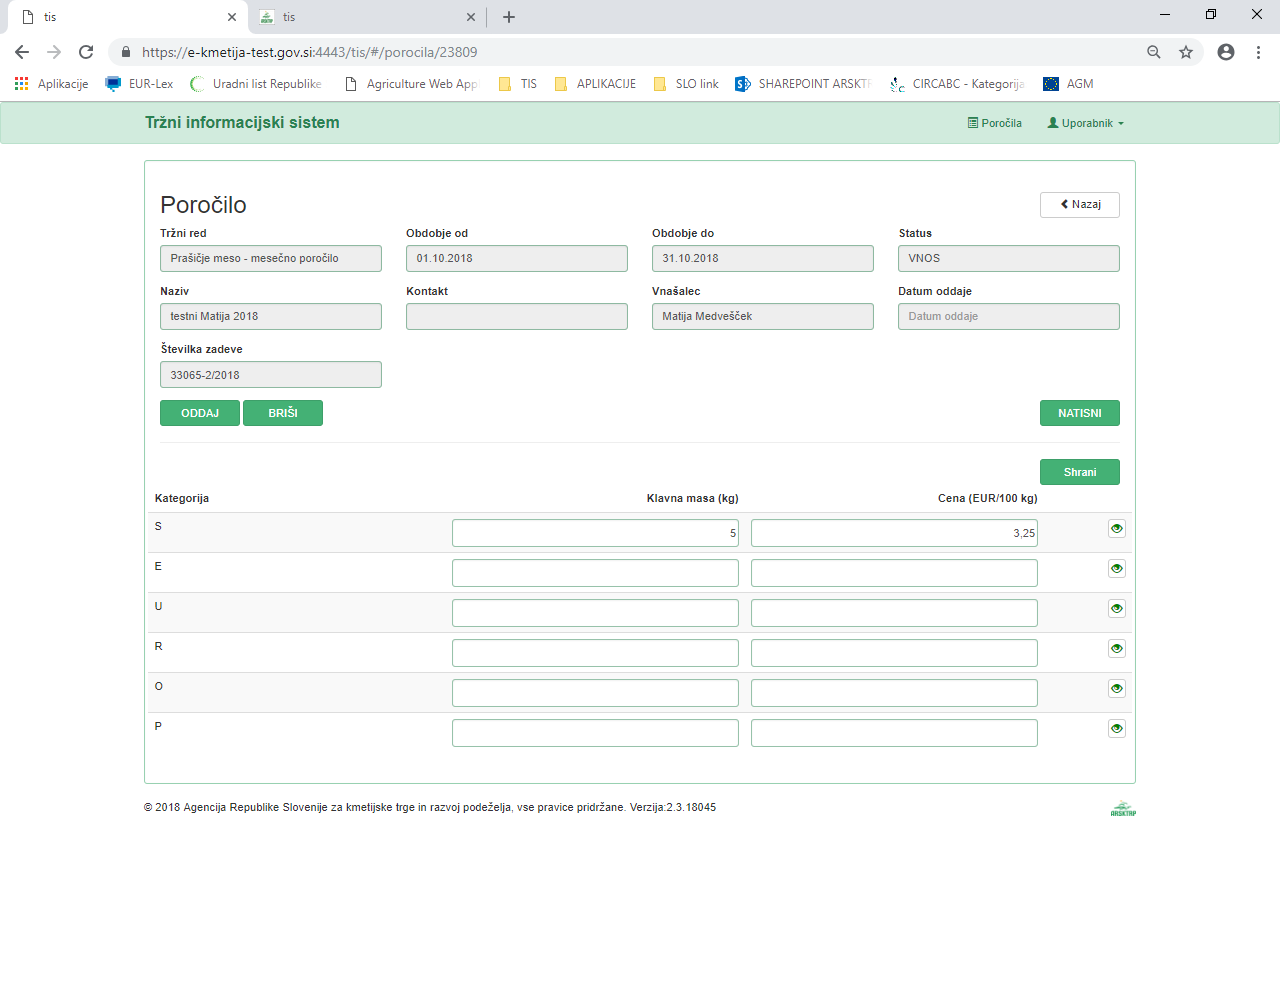 tis
tis
https://e-kmetija-test.gov.si:4443/tis/#/porocila/23809
Aplikacije EUR-Lex Uradni list Republike Agriculture Web App TIS APLIKACIJE SLO link SHAREPOINT ARSKTR CIRCABC - Kategorija AGM
Tržni informacijski sistem Poročila Uporabnik
Poročilo Nazaj
Tržni red Obdobje od Obdobje do Status
Prašičje meso - mesečno poročilo 01.10.2018 31.10.2018 VNOS
Naziv Kontakt Vnašalec Datum oddaje
testni Matija 2018 Matija Medvešček Datum oddaje
Številka zadeve
33065-2/2018
ODDAJ BRIŠI NATISNI
Shrani
Kategorija Klavna masa (kg) Cena (EUR/100 kg)
S 5 3,25
E
U
R
O
P
© 2018 Agencija Republike Slovenije za kmetijske trge in razvoj podeželja, vse pravice pridržane. Verzija:2.3.18045
ARSKTRP